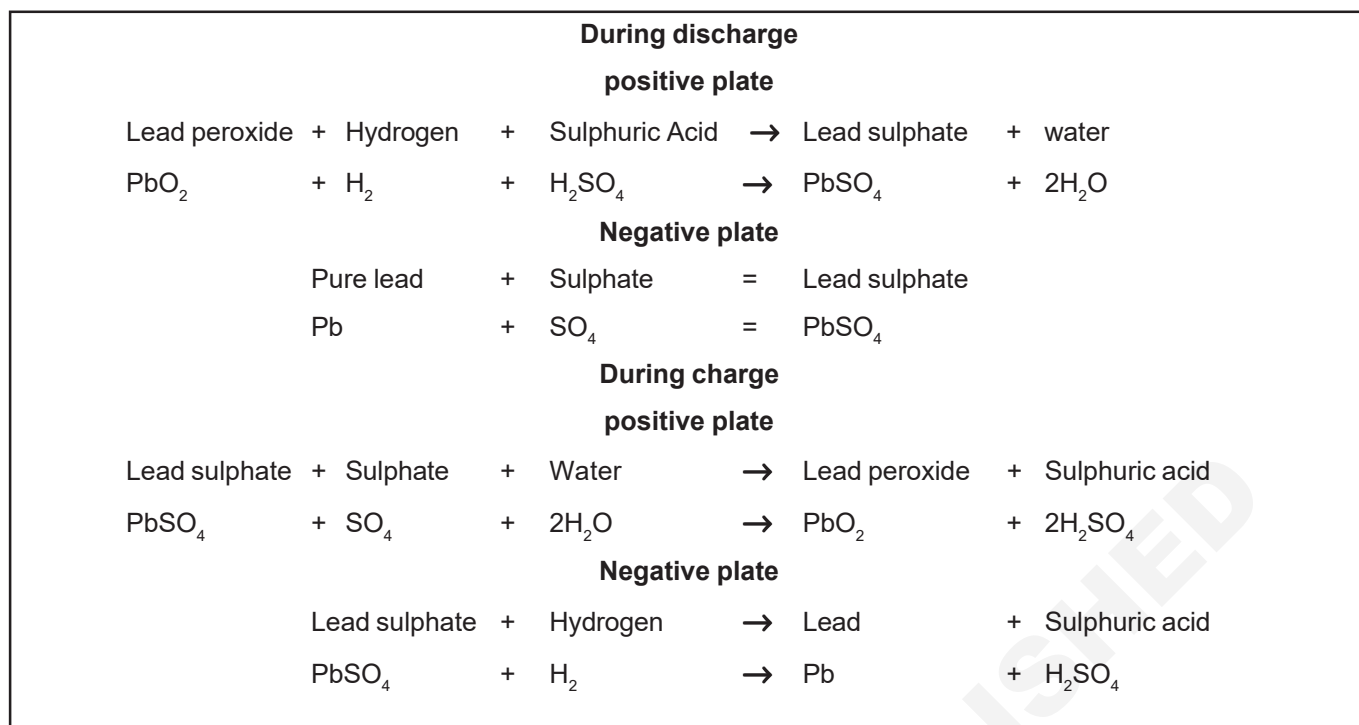 During discharge
positive plate
Lead peroxide + Hydrogen + Sulphuric Acid → Lead sulphate + water
PbO₂ + H₂ + H₂SO₄ → PbSO₄ + 2H₂O
Negative plate
Pure lead + Sulphate = Lead sulphate
Pb + SO₄ = PbSO₄
During charge
positive plate
Lead sulphate + Sulphate + Water → Lead peroxide + Sulphuric acid
PbSO₄ + SO₄ + 2H₂O → PbO₂ + 2H₂SO₄
Negative plate
Lead sulphate + Hydrogen → Lead + Sulphuric acid
PbSO₄ + H₂ → Pb + H₂SO₄
ISHED